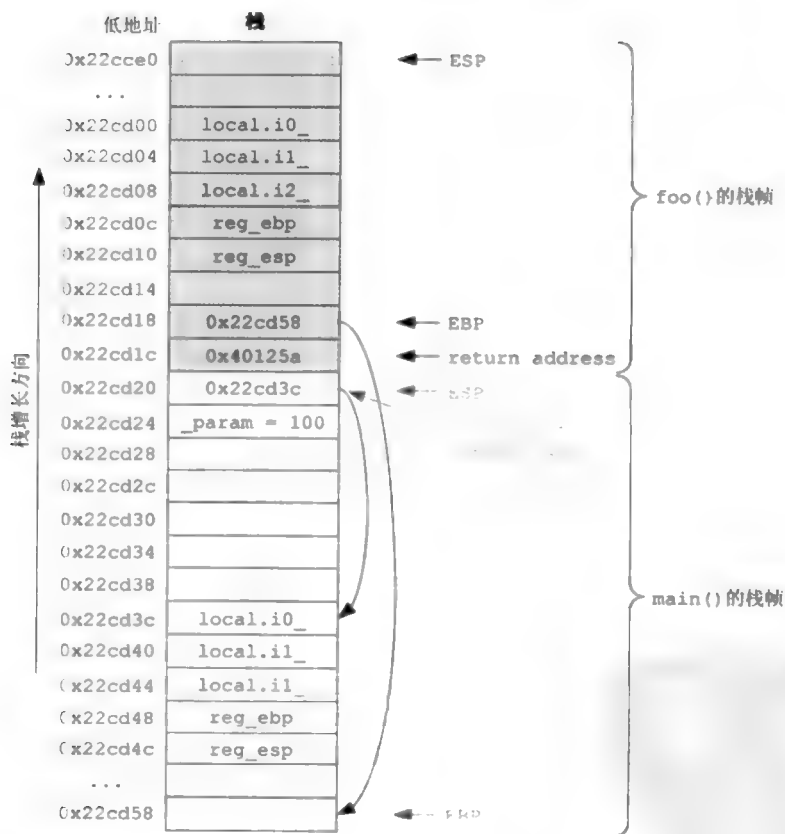 低地址 栈
0x22cce0 ESP
...
0x22cd00 local.i0_
0x22cd04 local.i1_
0x22cd08 local.i2_
foo()的栈帧
0x22cd0c reg_ebp
0x22cd10 reg_esp
0x22cd14
0x22cd18 0x22cd58 EBP
0x22cd1c 0x40125a return address
0x22cd20 0x22cd3c ESP
0x22cd24 _param = 100
栈增长方向
0x22cd28
0x22cd2c
0x22cd30
0x22cd34
0x22cd38
main()的栈帧
0x22cd3c local.i0_
0x22cd40 local.i1_
0x22cd44 local.i1_
0x22cd48 reg_ebp
0x22cd4c reg_esp
...
0x22cd58 EBP